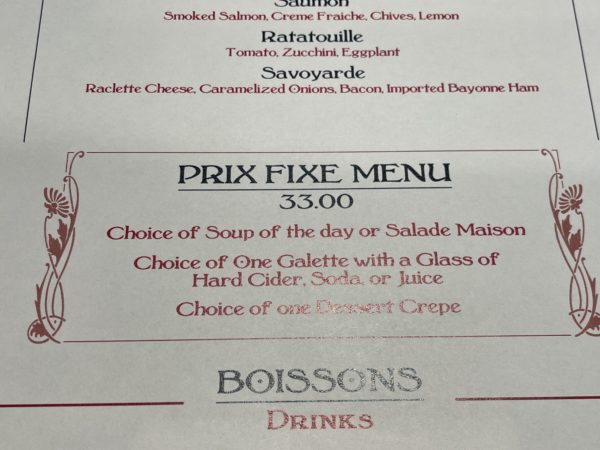 Saumon
Smoked Salmon, Creme Fraiche, Chives, Lemon
Ratatouille
Tomato, Zucchini, Eggplant
Savoyarde
Raclette Cheese, Caramelized Onions, Bacon, Imported Bayonne Ham
PRIX FIXE MENU
33.00
Choice of Soup of the day or Salade Maison
Choice of One Galette with a Glass of
Hard Cider, Soda, or Juice
Choice of one Dessert Crepe
BOISSONS
DRINKS